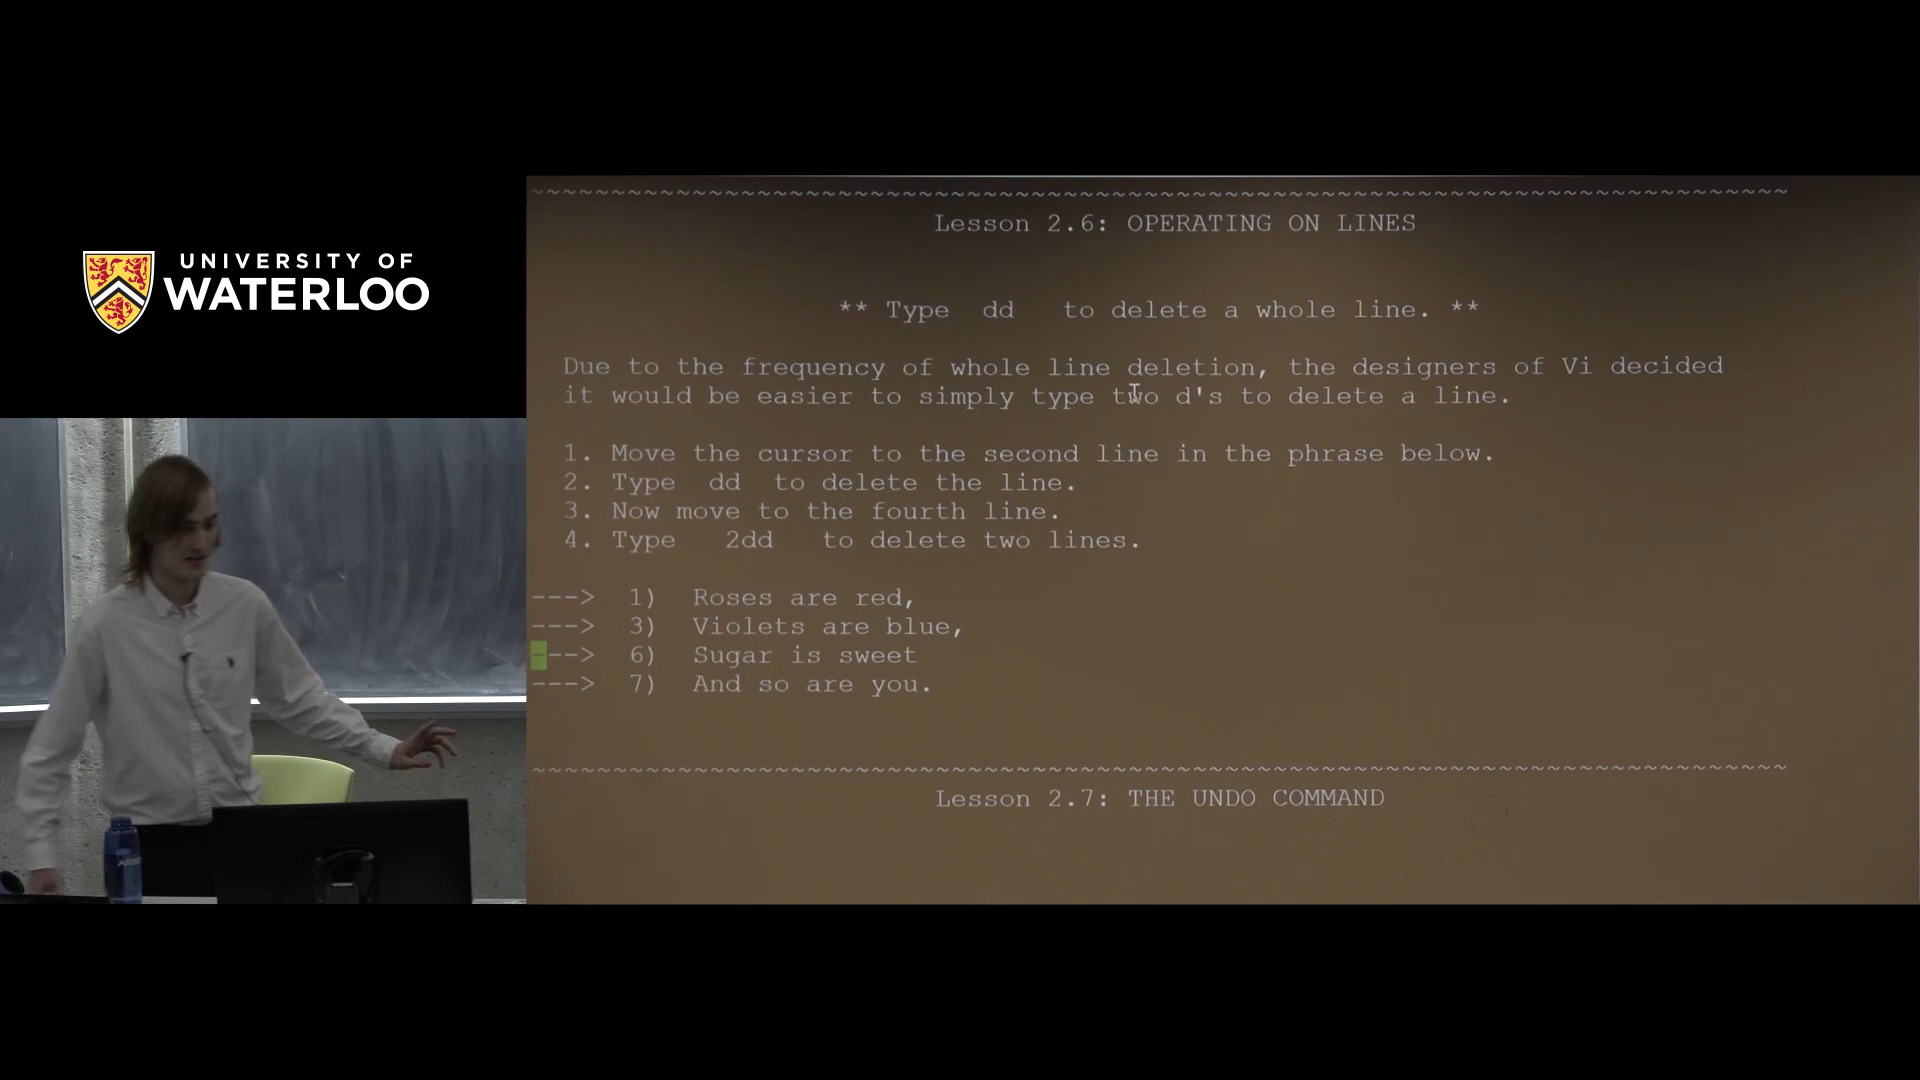 UNIVERSITY OF
WATERLOO
~~~~~~~~~~~~~~~~~~~~~~~~~~~~~~~~~~~~~~~~~~~~~~~~~~~~~~~~~~~~~~~~~~~~~~~~~~~~~~
Lesson 2.6: OPERATING ON LINES
** Type dd to delete a whole line. **
Due to the frequency of whole line deletion, the designers of Vi decided
it would be easier to simply type two d's to delete a line.
1. Move the cursor to the second line in the phrase below.
2. Type dd to delete the line.
3. Now move to the fourth line.
4. Type 2dd to delete two lines.
---> 1) Roses are red,
---> 3) Violets are blue,
---> 6) Sugar is sweet
---> 7) And so are you.
~~~~~~~~~~~~~~~~~~~~~~~~~~~~~~~~~~~~~~~~~~~~~~~~~~~~~~~~~~~~~~~~~~~~~~~~~~~~~~
Lesson 2.7: THE UNDO COMMAND